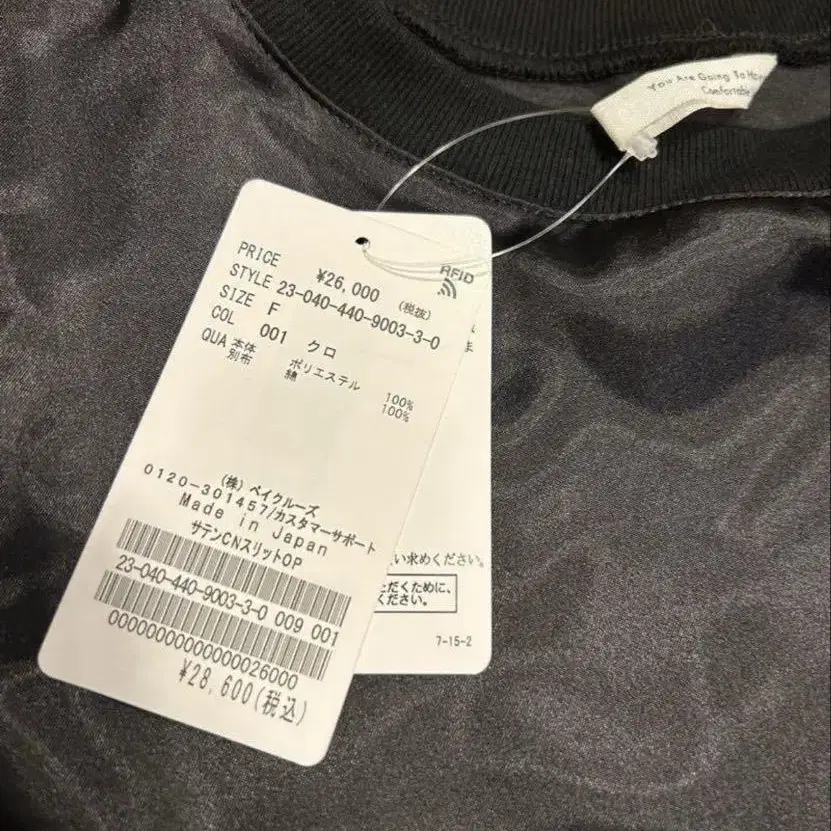 You Are Going To
Comfortable
RFID
PRICE ¥26,000 (税抜)
STYLE 23-040-440-9003-3-0
SIZE F
COL 001 クロ
QUA 本体 ポリエステル 100%
別布 綿 100%
(株) ベイクルーズ
0120-301457/カスタマーサポート
Made in Japan
サテンCNスリットOP
23-040-440-9003-3-0 009 001
0000000000000026000
¥28,600(税込)
い求めください。
ただくために、
ください。
7-15-2